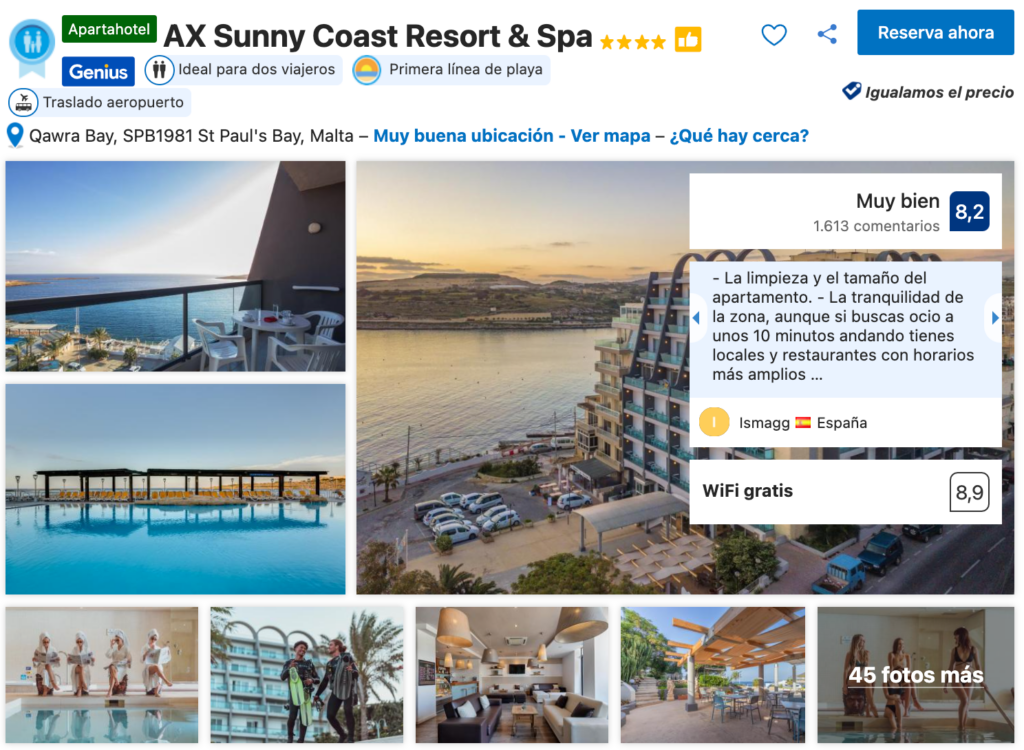 Apartahotel
AX Sunny Coast Resort & Spa
Reserva ahora
Genius
Ideal para dos viajeros
Primera línea de playa
Traslado aeropuerto
Igualamos el precio
Qawra Bay, SPB1981 St Paul's Bay, Malta – Muy buena ubicación - Ver mapa – ¿Qué hay cerca?
Muy bien
8,2
1.613 comentarios
- La limpieza y el tamaño del
apartamento. - La tranquilidad de
la zona, aunque si buscas ocio a
unos 10 minutos andando tienes
locales y restaurantes con horarios
más amplios ...
I
Ismagg España
WiFi gratis
8,9
45 fotos más